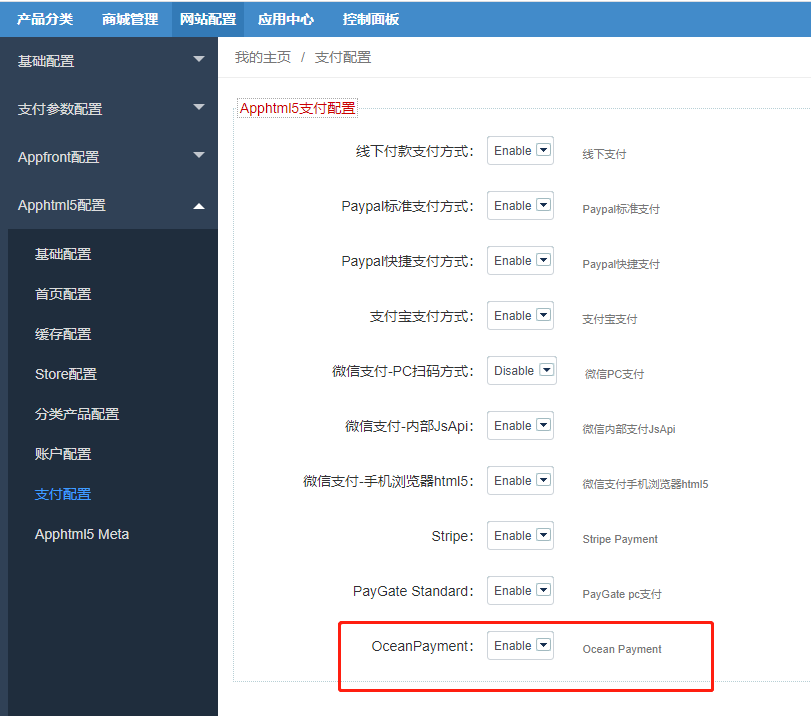 产品分类 商城管理 网站配置 应用中心 控制面板
基础配置
支付参数配置
Appfront配置
Apphtml5配置
基础配置
首页配置
缓存配置
Store配置
分类产品配置
账户配置
支付配置
Apphtml5 Meta
我的主页 / 支付配置
Apphtml5支付配置
线下付款支付方式: Enable 线下支付
Paypal标准支付方式: Enable Paypal标准支付
Paypal快捷支付方式: Enable Paypal快捷支付
支付宝支付方式: Enable 支付宝支付
微信支付-PC扫码方式: Disable 微信PC支付
微信支付-内部JsApi: Enable 微信内部支付JsApi
微信支付-手机浏览器html5: Enable 微信支付手机浏览器html5
Stripe: Enable Stripe Payment
PayGate Standard: Enable PayGate pc支付
OceanPayment: Enable Ocean Payment